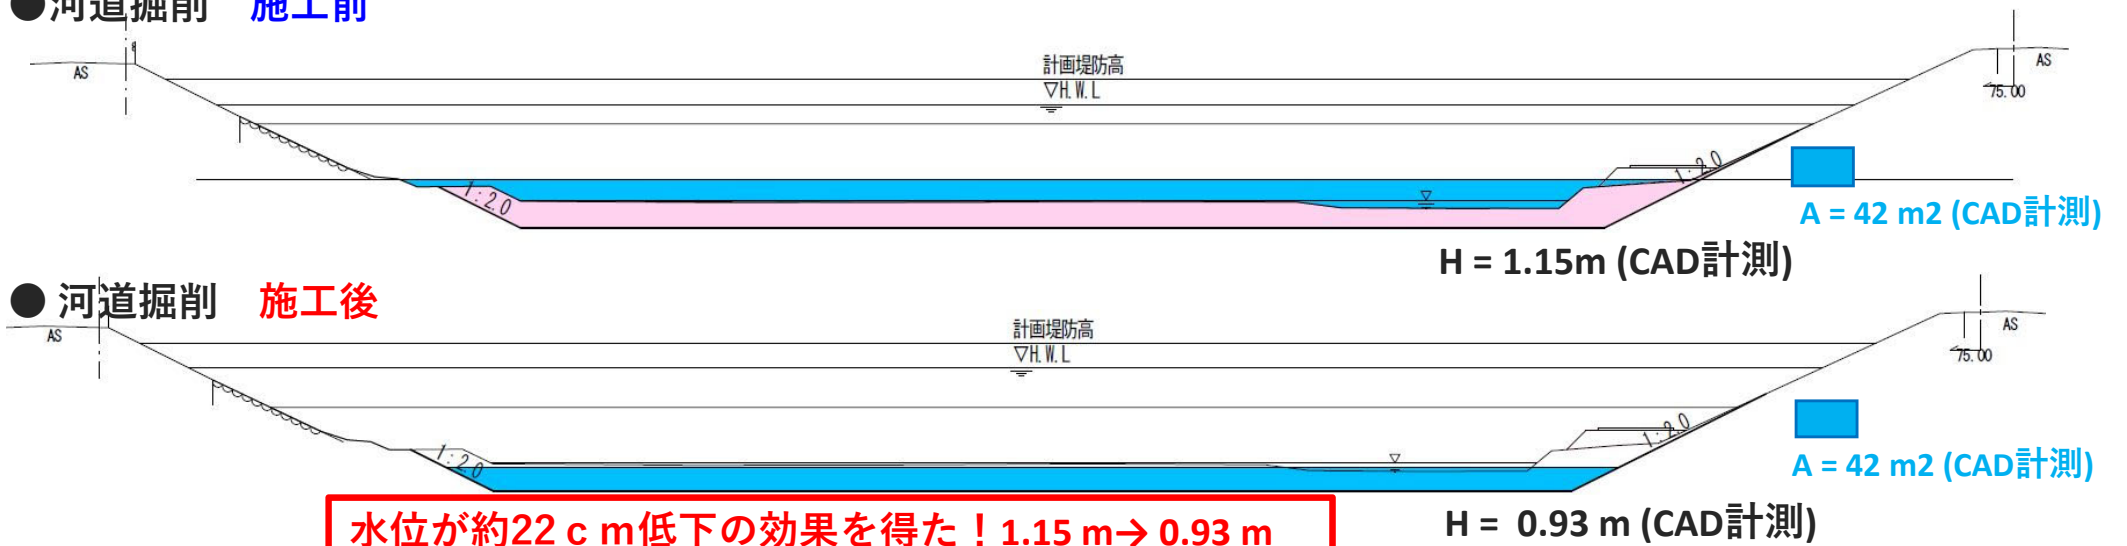 ●河道掘削 施工前
AS
計画堤防高
▽H.W.L
AS
75.00
1:2.0
1:2.0
A = 42 m2 (CAD計測)
H = 1.15m (CAD計測)
● 河道掘削 施工後
AS
計画堤防高
▽H.W.L
AS
75.00
1:2.0
1:2.0
A = 42 m2 (CAD計測)
水位が約22ｃｍ低下の効果を得た！1.15 m→ 0.93 m
H = 0.93 m (CAD計測)